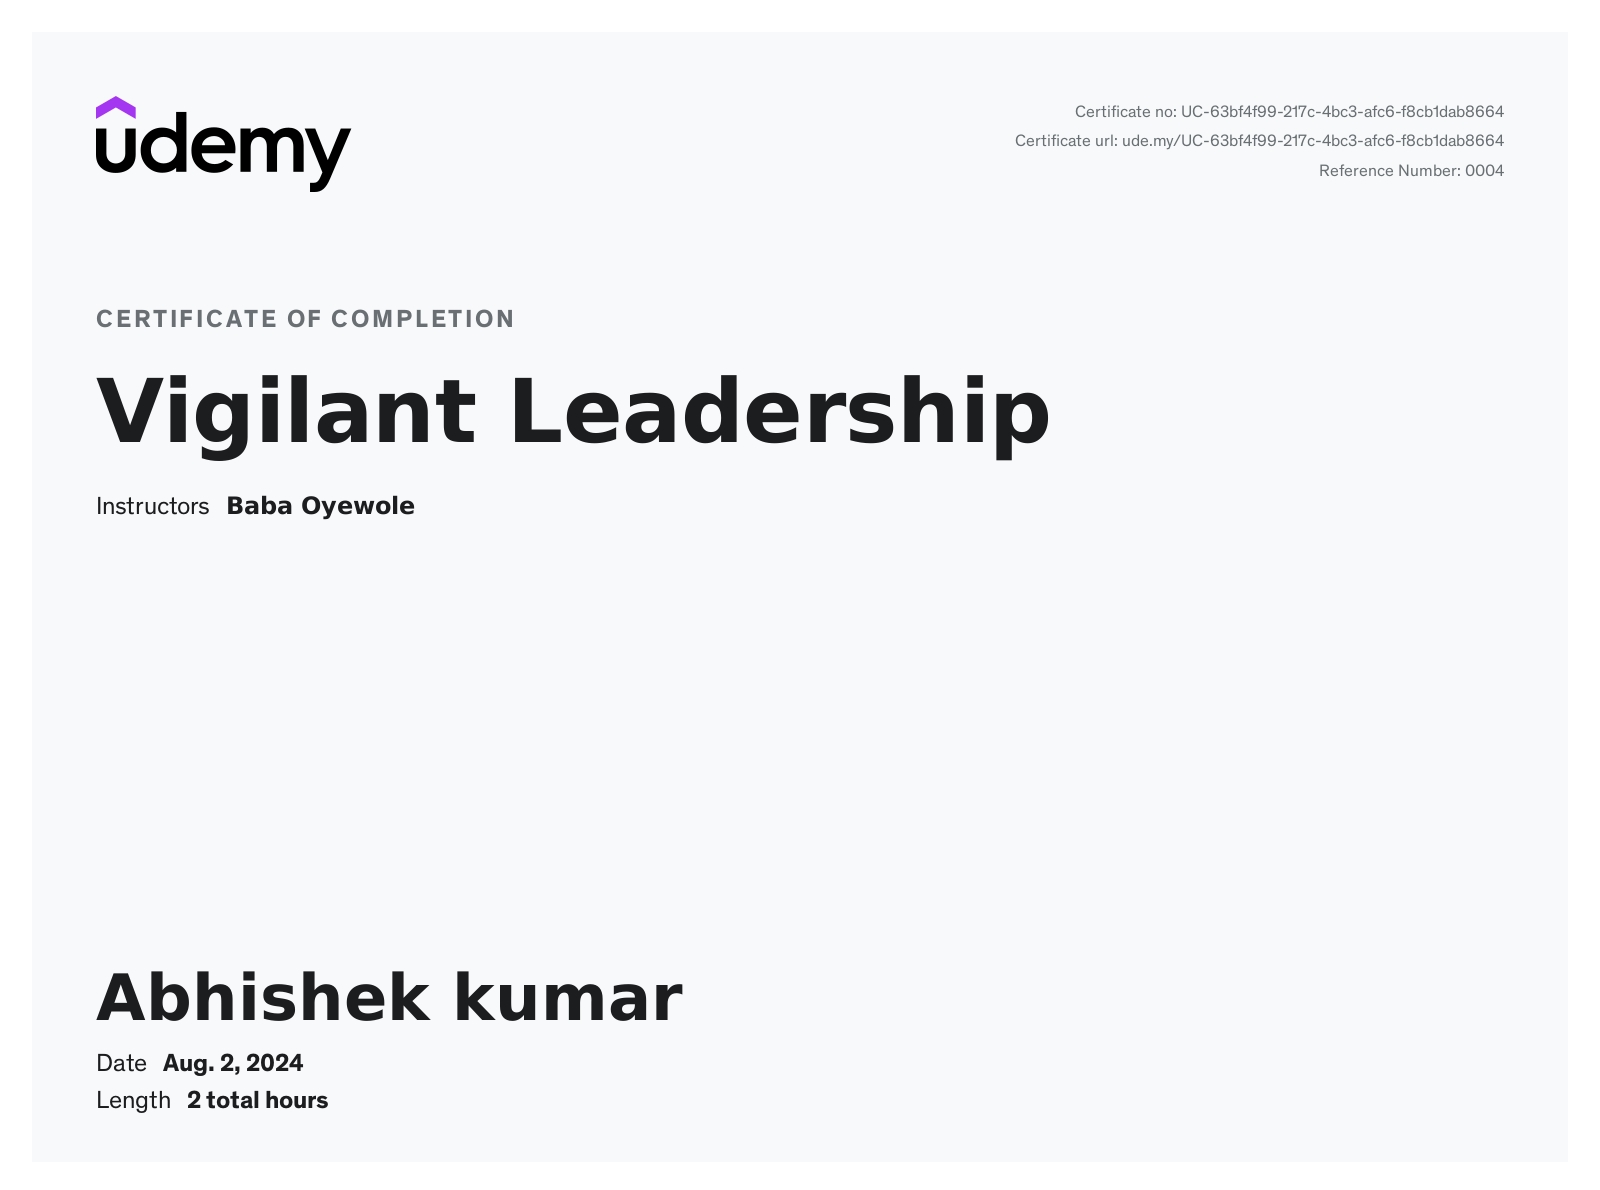 udemy
Certificate no: UC-63bf4f99-217c-4bc3-afc6-f8cb1dab8664
Certificate url: ude.my/UC-63bf4f99-217c-4bc3-afc6-f8cb1dab8664
Reference Number: 0004
CERTIFICATE OF COMPLETION
Vigilant Leadership
Instructors Baba Oyewole
Abhishek kumar
Date Aug. 2, 2024
Length 2 total hours